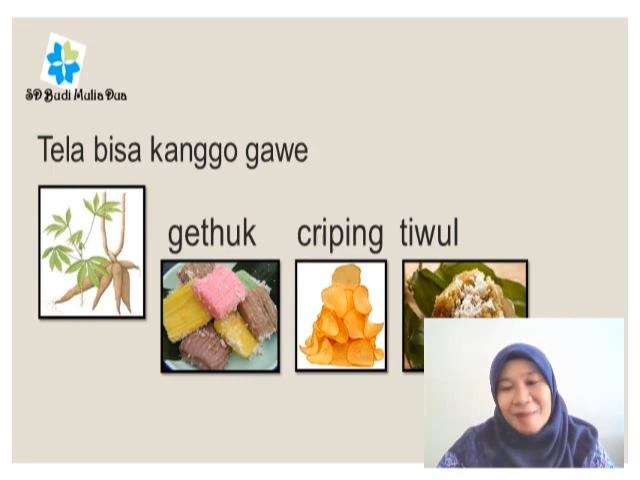 SD Budi Mulia Dua
Tela bisa kanggo gawe
gethuk criping tiwul